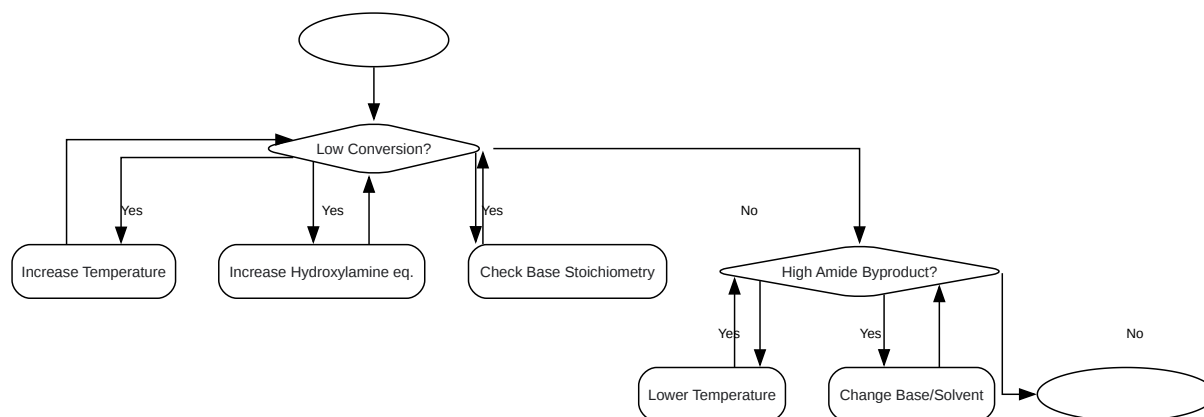 Low Conversion?
Yes
Yes
Yes
No
Increase Temperature
Increase Hydroxylamine eq.
Check Base Stoichiometry
High Amide Byproduct?
Yes
Yes
No
Lower Temperature
Change Base/Solvent